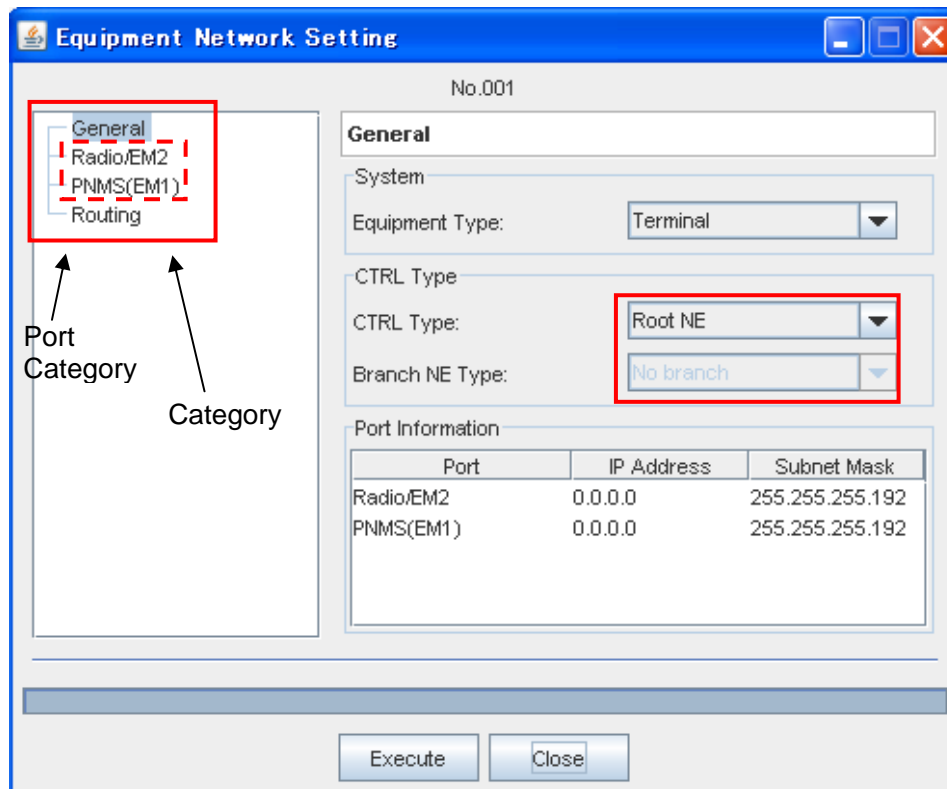 Equipment Network Setting
No.001
General
Radio/EM2
PNMS(EM1)
Routing
Port
Category
Category
General
System
Equipment Type: Terminal
CTRL Type
CTRL Type: Root NE
Branch NE Type: No branch
Port Information
Port IP Address Subnet Mask
Radio/EM2 0.0.0.0 255.255.255.192
PNMS(EM1) 0.0.0.0 255.255.255.192
Execute Close